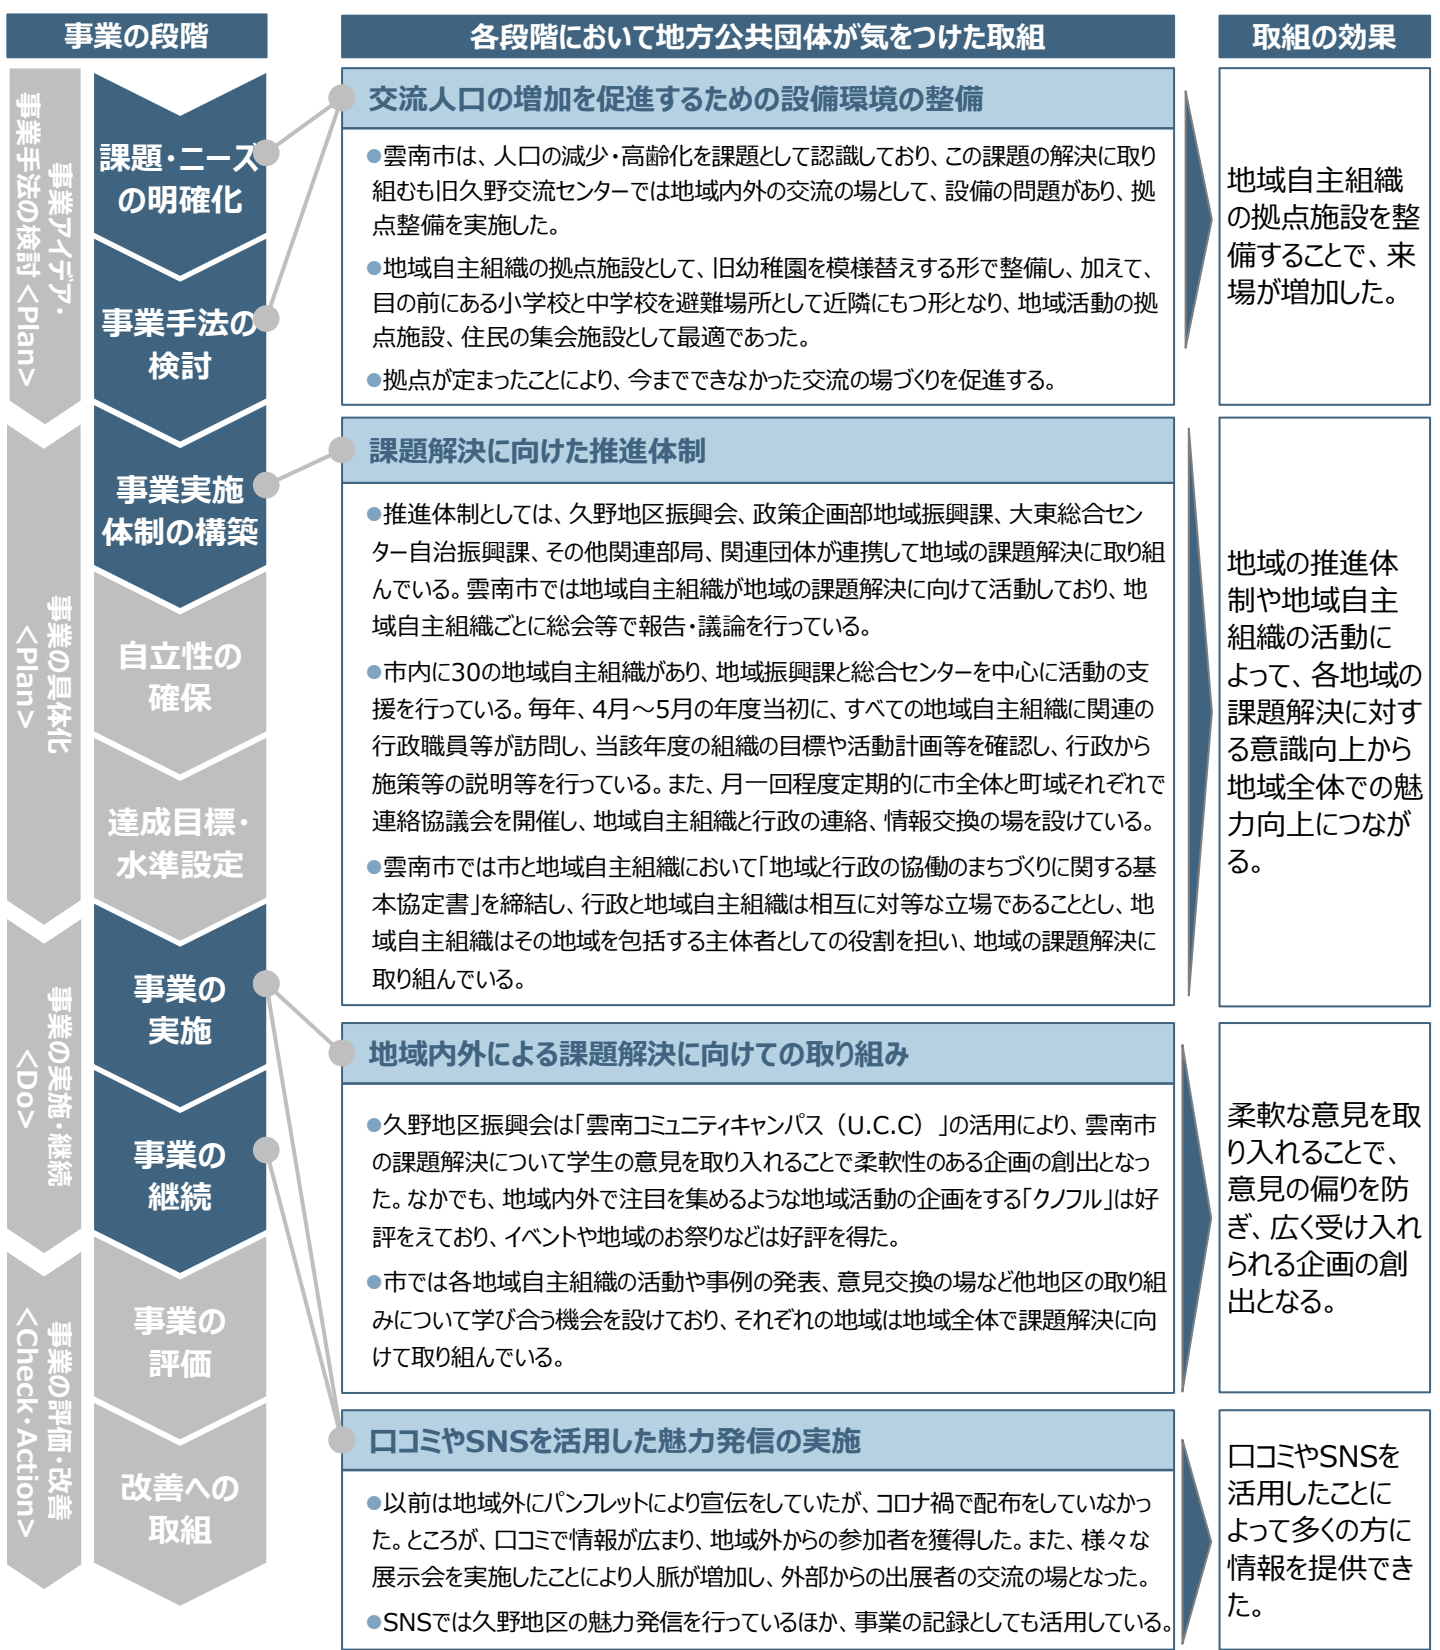 事業の段階
各段階において地方公共団体が気をつけた取組
取組の効果
事業アイデア・
事業手法の検討<Plan>
課題・ニーズ
の明確化
事業手法の
検討
交流人口の増加を促進するための設備環境の整備
●雲南市は、人口の減少・高齢化を課題として認識しており、この課題の解決に取り
組むも旧久野交流センターでは地域内外の交流の場として、設備の問題があり、拠
点整備を実施した。
●地域自主組織の拠点施設として、旧幼稚園を模様替えする形で整備し、加えて、
目の前にある小学校と中学校を避難場所として近隣にもつ形となり、地域活動の拠
点施設、住民の集会施設として最適であった。
●拠点が定まったことにより、今までできなかった交流の場づくりを促進する。
地域自主組織
の拠点施設を整
備することで、来
場が増加した。
事業の具体化
<Plan>
事業実施
体制の構築
自立性の
確保
達成目標・
水準設定
課題解決に向けた推進体制
●推進体制としては、久野地区振興会、政策企画部地域振興課、大東総合セン
ター自治振興課、その他関連部局、関連団体が連携して地域の課題解決に取り組
んでいる。雲南市では地域自主組織が地域の課題解決に向けて活動しており、地
域自主組織ごとに総会等で報告・議論を行っている。
●市内に30の地域自主組織があり、地域振興課と総合センターを中心に活動の支
援を行っている。毎年、4月～5月の年度当初に、すべての地域自主組織に関連の
行政職員等が訪問し、当該年度の組織の目標や活動計画等を確認し、行政から
施策等の説明等を行っている。また、月一回程度定期的に市全体と町域それぞれで
連絡協議会を開催し、地域自主組織と行政の連絡、情報交換の場を設けている。
●雲南市では市と地域自主組織において「地域と行政の協働のまちづくりに関する基
本協定書」を締結し、行政と地域自主組織は相互に対等な立場であることとし、地
域自主組織はその地域を包括する主体者としての役割を担い、地域の課題解決に
取り組んでいる。
地域の推進体
制や地域自主
組織の活動に
よって、各地域の
課題解決に対す
る意識向上から
地域全体での魅
力向上につなが
る。
事業の実施・継続
<Do>
事業の
実施
事業の
継続
地域内外による課題解決に向けての取り組み
●久野地区振興会は「雲南コミュニティキャンパス（U.C.C）」の活用により、雲南市
の課題解決について学生の意見を取り入れることで柔軟性のある企画の創出となっ
た。なかでも、地域内外で注目を集めるような地域活動の企画をする「クノフル」は好
評をえており、イベントや地域のお祭りなどは好評を得た。
●市では各地域自主組織の活動や事例の発表、意見交換の場など他地区の取り組
みについて学び合う機会を設けており、それぞれの地域は地域全体で課題解決に向
けて取り組んでいる。
柔軟な意見を取
り入れることで、
意見の偏りを防
ぎ、広く受け入れ
られる企画の創
出となる。
事業の評価・改善
<Check・Action>
事業の
評価
改善への
取組
口コミやSNSを活用した魅力発信の実施
●以前は地域外にパンフレットにより宣伝をしていたが、コロナ禍で配布をしていなかっ
た。ところが、口コミで情報が広まり、地域外からの参加者を獲得した。また、様々な
展示会を実施したことにより人脈が増加し、外部からの出展者の交流の場となった。
●SNSでは久野地区の魅力発信を行っているほか、事業の記録としても活用している。
口コミやSNSを
活用したことに
よって多くの方に
情報を提供でき
た。